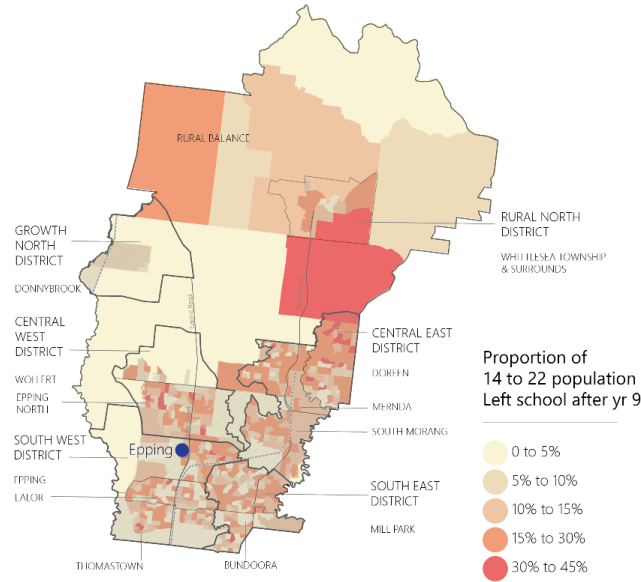 RURAL BALANCE
GROWTH
NORTH
DISTRICT
DONNYBROOK
RURAL NORTH
DISTRICT
WHITTLESEA TOWNSHIP
& SURROUNDS
CENTRAL
WEST
DISTRICT
WOLLERT
EPPING
NORTH
CENTRAL EAST
DISTRICT
DOREEN
MERNDA
SOUTH MORANG
SOUTH WEST
DISTRICT
Epping
EPPING
LALOR
SOUTH EAST
DISTRICT
MILL PARK
THOMASTOWN
BUNDOORA
Proportion of
14 to 22 population
Left school after yr 9
0 to 5%
5% to 10%
10% to 15%
15% to 30%
30% to 45%